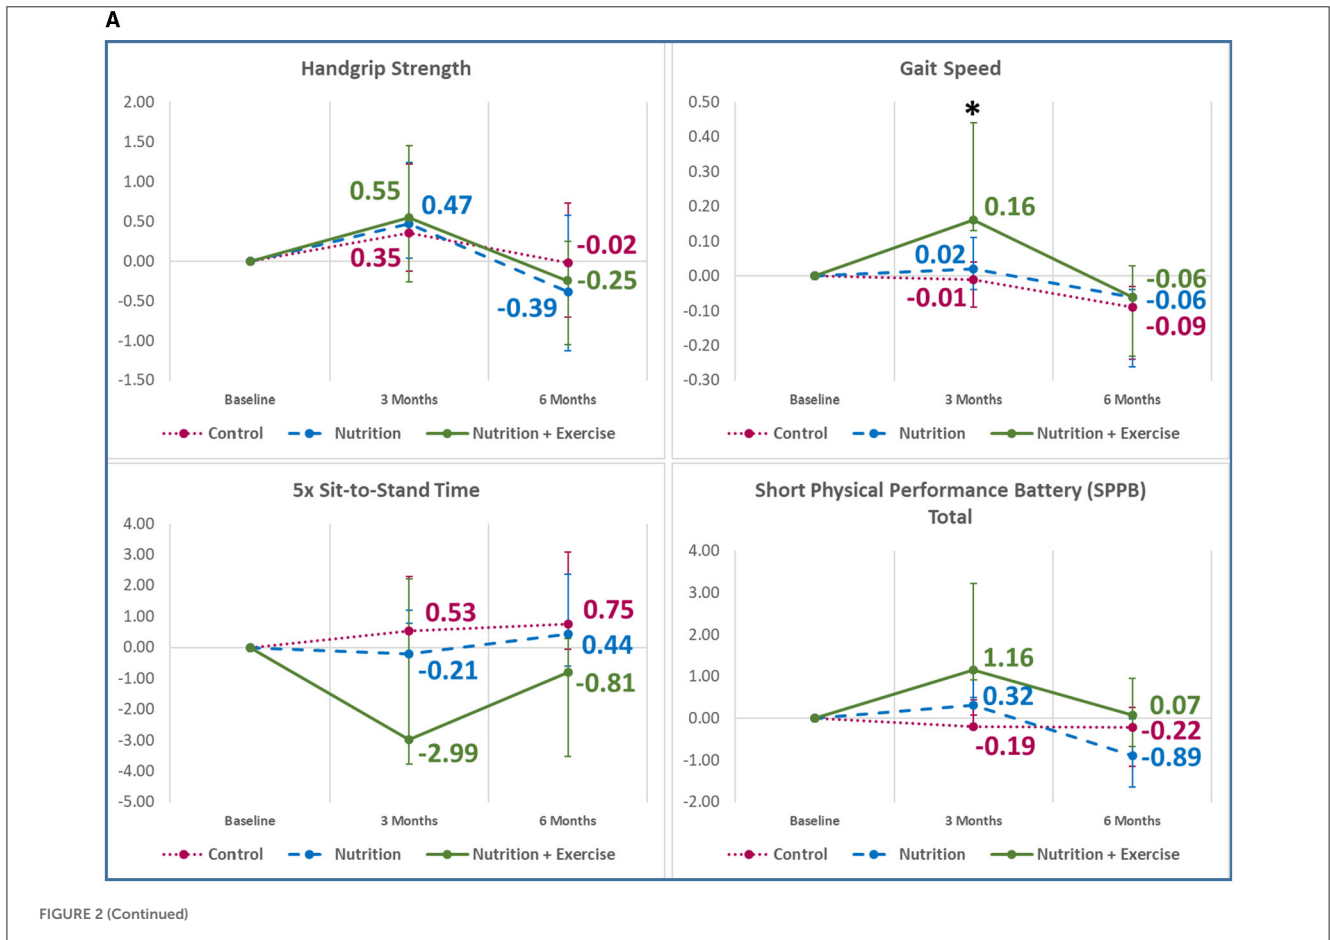 A
Handgrip Strength
2.00
1.50
1.00
0.50
0.00
-0.50
-1.00
-1.50
0.55
0.47
0.35
-0.02
-0.25
-0.39
Baseline
3 Months
6 Months
Control
Nutrition
Nutrition + Exercise
Gait Speed
0.50
0.40
0.30
0.20
0.10
0.00
-0.10
-0.20
-0.30
*
0.16
0.02
-0.01
-0.06
-0.06
-0.09
Baseline
3 Months
6 Months
Control
Nutrition
Nutrition + Exercise
5x Sit-to-Stand Time
4.00
3.00
2.00
1.00
0.00
-1.00
-2.00
-3.00
-4.00
-5.00
0.53
-0.21
-2.99
0.75
0.44
-0.81
Baseline
3 Months
6 Months
Control
Nutrition
Nutrition + Exercise
Short Physical Performance Battery (SPPB)
Total
4.00
3.00
2.00
1.00
0.00
-1.00
-2.00
1.16
0.32
-0.19
0.07
-0.22
-0.89
Baseline
3 Months
6 Months
Control
Nutrition
Nutrition + Exercise
FIGURE 2 (Continued)